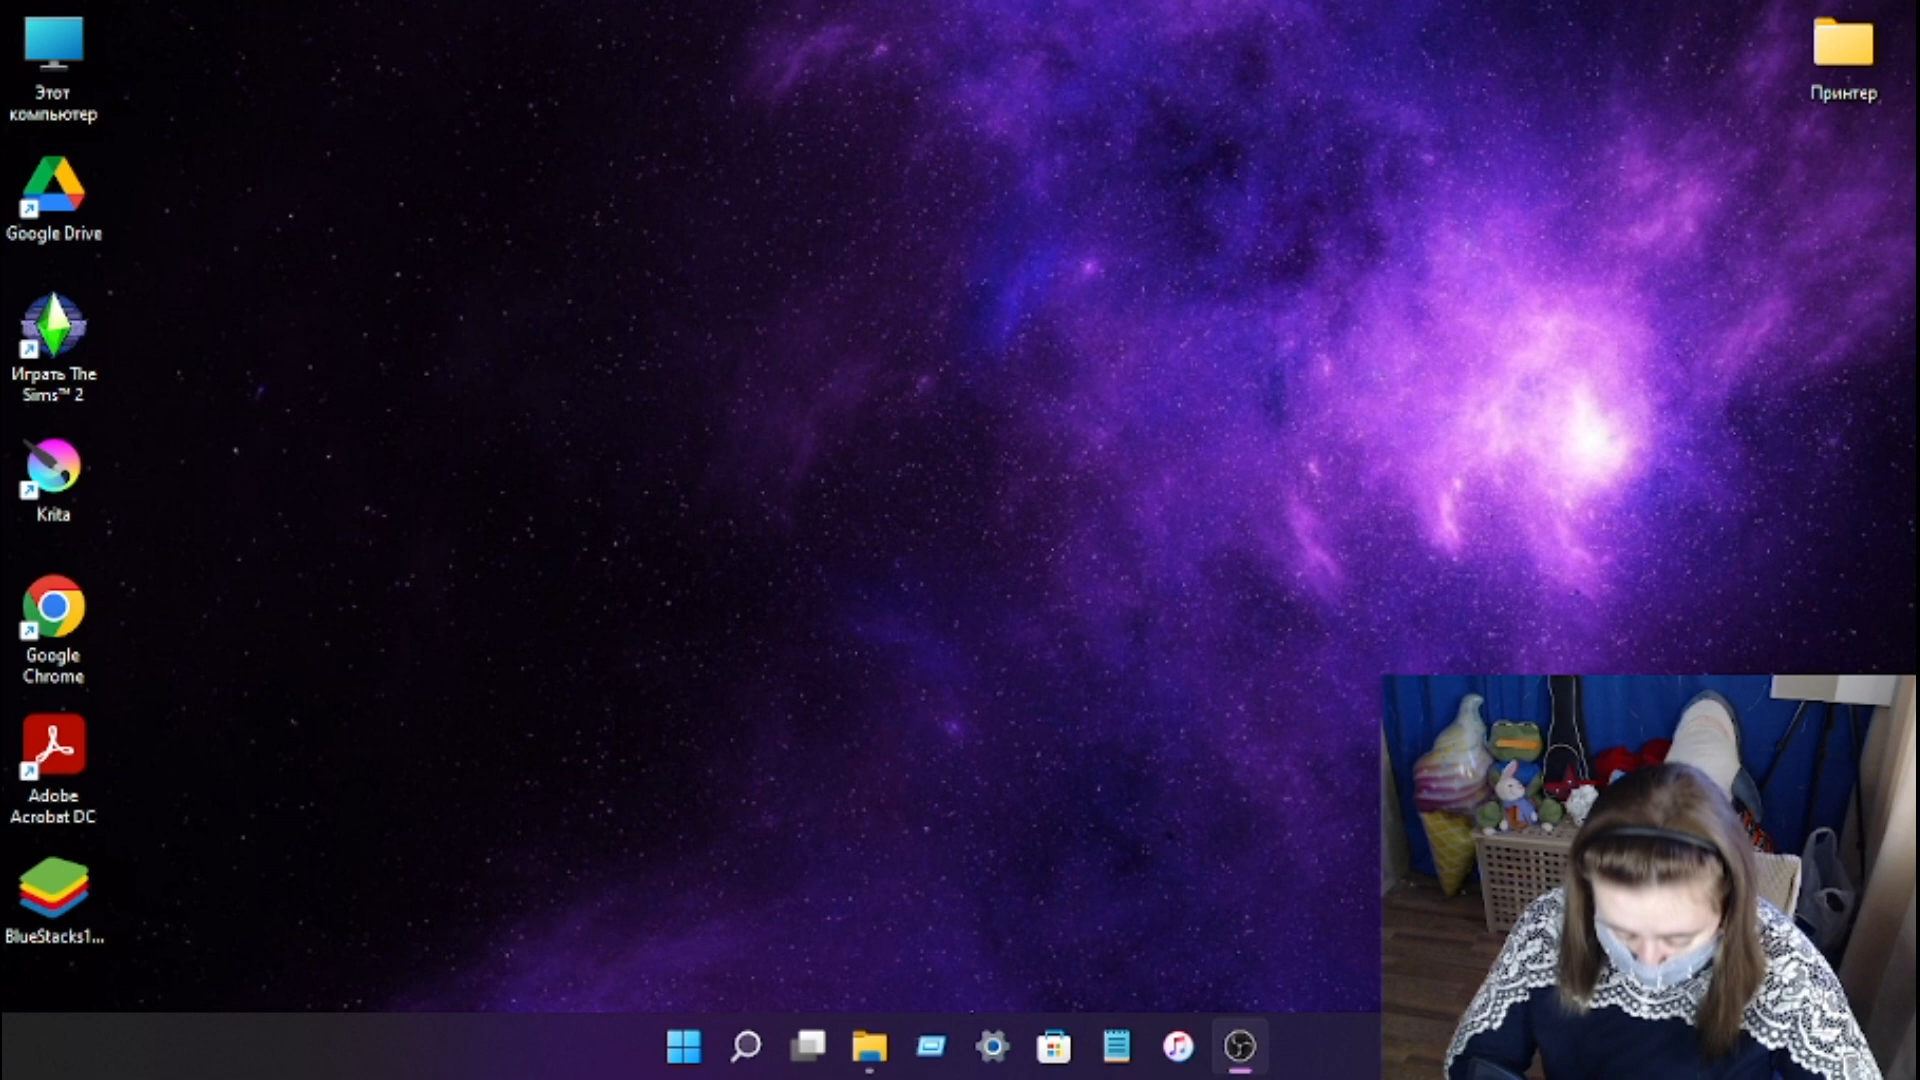 Этот
компьютер
Google Drive
Играть The
Sims™ 2
Krita
Google
Chrome
Adobe
Acrobat DC
BlueStacks1...
Принтер